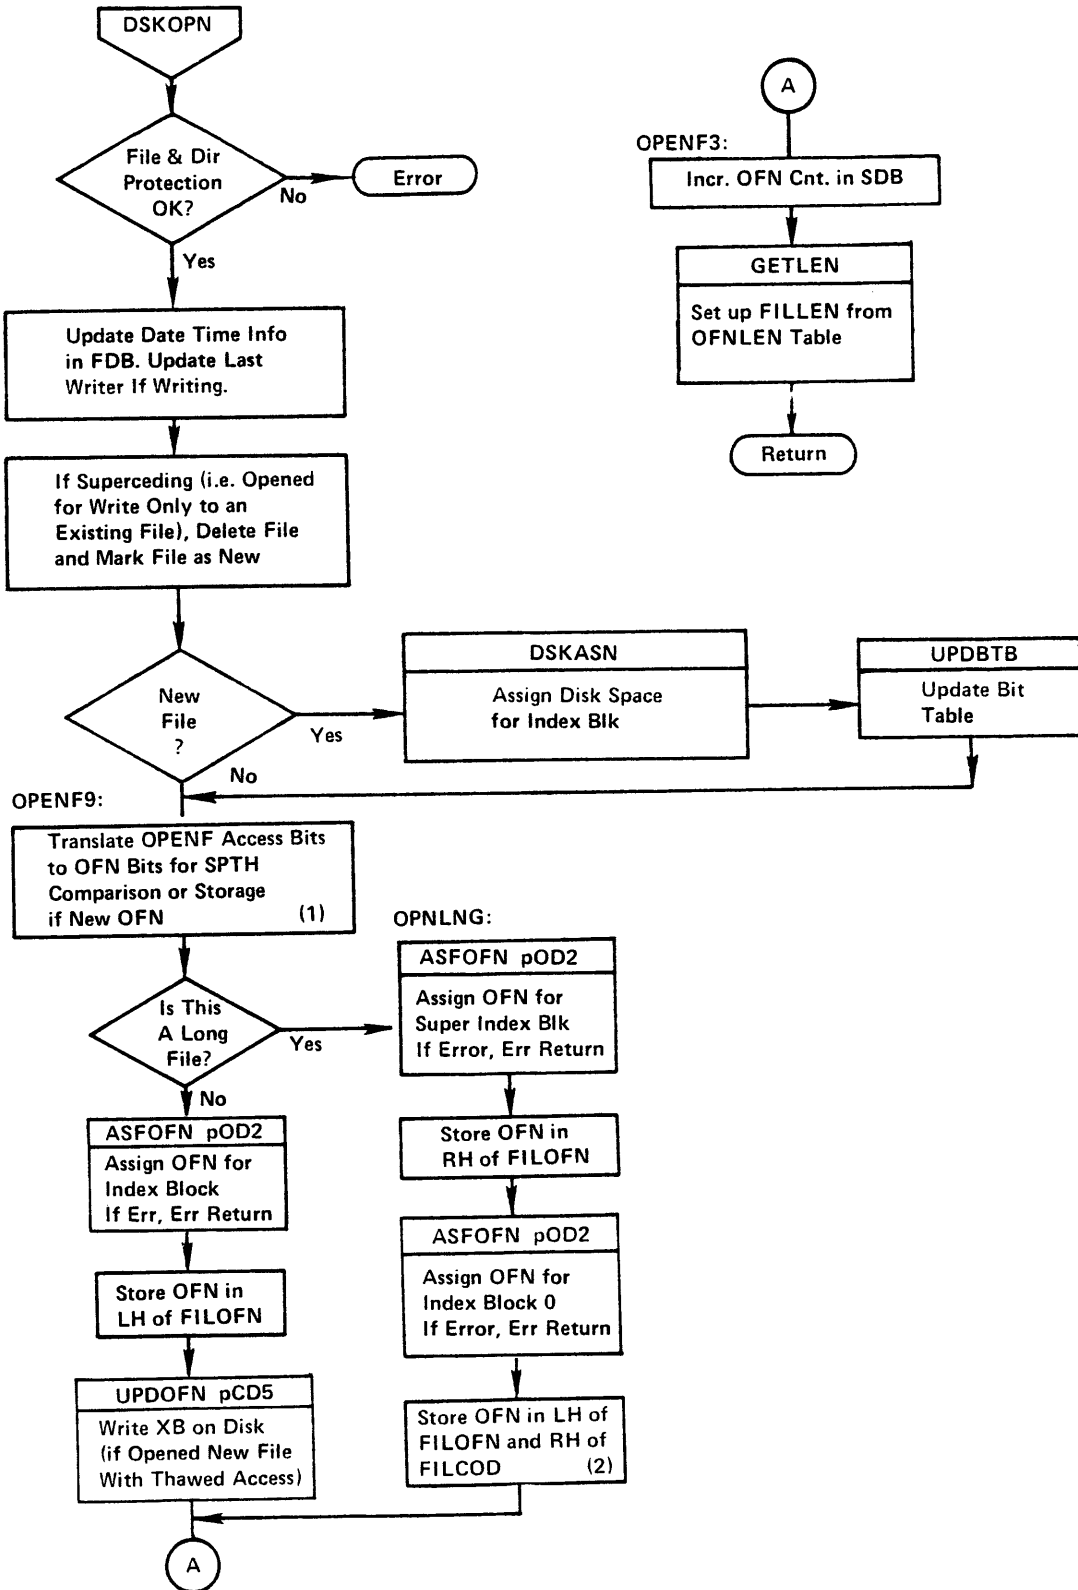 DSKOPN
File & Dir
Protection
OK?
No
Error
Yes
Update Date Time Info
in FDB. Update Last
Writer If Writing.
If Superceding (i.e. Opened
for Write Only to an
Existing File), Delete File
and Mark File as New
New
File
?
Yes
No
DSKASN
Assign Disk Space
for Index Blk
UPDBTB
Update Bit
Table
OPENF9:
Translate OPENF Access Bits
to OFN Bits for SPTH
Comparison or Storage
if New OFN (1)
Is This
A Long
File?
Yes
No
ASFOFN pOD2
Assign OFN for
Index Block
If Err, Err Return
Store OFN in
LH of FILOFN
UPDOFN pCD5
Write XB on Disk
(if Opened New File
With Thawed Access)
A
OPNLNG:
ASFOFN pOD2
Assign OFN for
Super Index Blk
If Error, Err Return
Store OFN in
RH of FILOFN
ASFOFN pOD2
Assign OFN for
Index Block 0
If Error, Err Return
Store OFN in LH of
FILOFN and RH of
FILCOD (2)
A
OPENF3:
Incr. OFN Cnt. in SDB
GETLEN
Set up FILLEN from
OFNLEN Table
Return